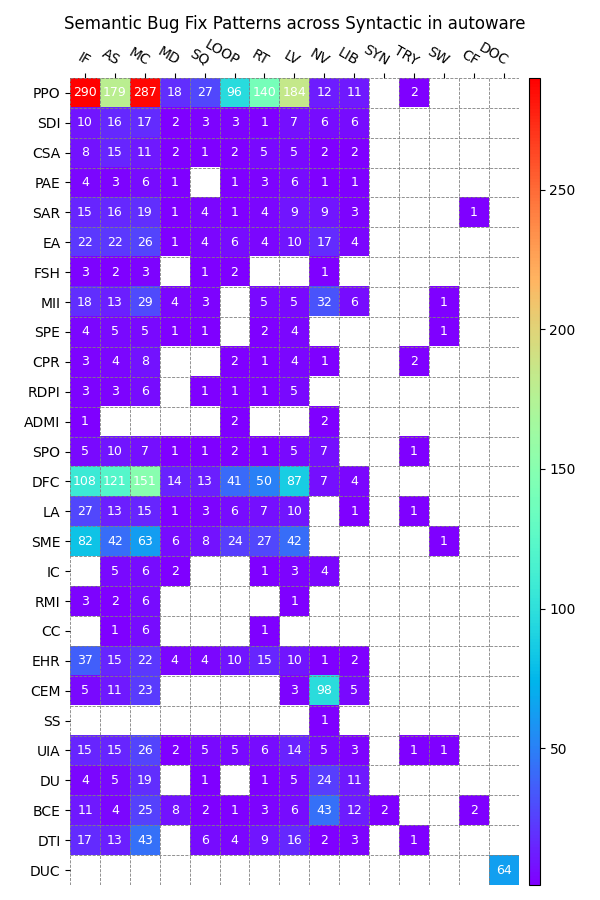 Semantic Bug Fix Patterns across Syntactic in autoware
IF AS MC MD SQ LOOP RT LV NV LIB SYN TRY SW CF DOC
PPO 290 179 287 18 27 96 140 184 12 11 2
SDI 10 16 17 2 3 3 1 7 6 6
CSA 8 15 11 2 1 2 5 5 2 2
PAE 4 3 6 1 1 3 6 1 1
SAR 15 16 19 1 4 1 4 9 9 3 1
EA 22 22 26 1 4 6 4 10 17 4
FSH 3 2 3 1 2 1
MII 18 13 29 4 3 5 5 32 6 1
SPE 4 5 5 1 1 2 4 1
CPR 3 4 8 2 1 4 1 2
RDPI 3 3 6 1 1 1 5
ADMI 1 2 2
SPO 5 10 7 1 1 2 1 5 7 1
DFC 108 121 151 14 13 41 50 87 7 4
LA 27 13 15 1 3 6 7 10 1 1
SME 82 42 63 6 8 24 27 42 1
IC 5 6 2 1 3 4
RMI 3 2 6 1
CC 1 6 1
EHR 37 15 22 4 4 10 15 10 1 2
CEM 5 11 23 3 98 5
SS 1
UIA 15 15 26 2 5 5 6 14 5 3 1 1
DU 4 5 19 1 1 5 24 11
BCE 11 4 25 8 2 1 3 6 43 12 2 2
DTI 17 13 43 6 4 9 16 2 3 1
DUC 64
250
200
150
100
50